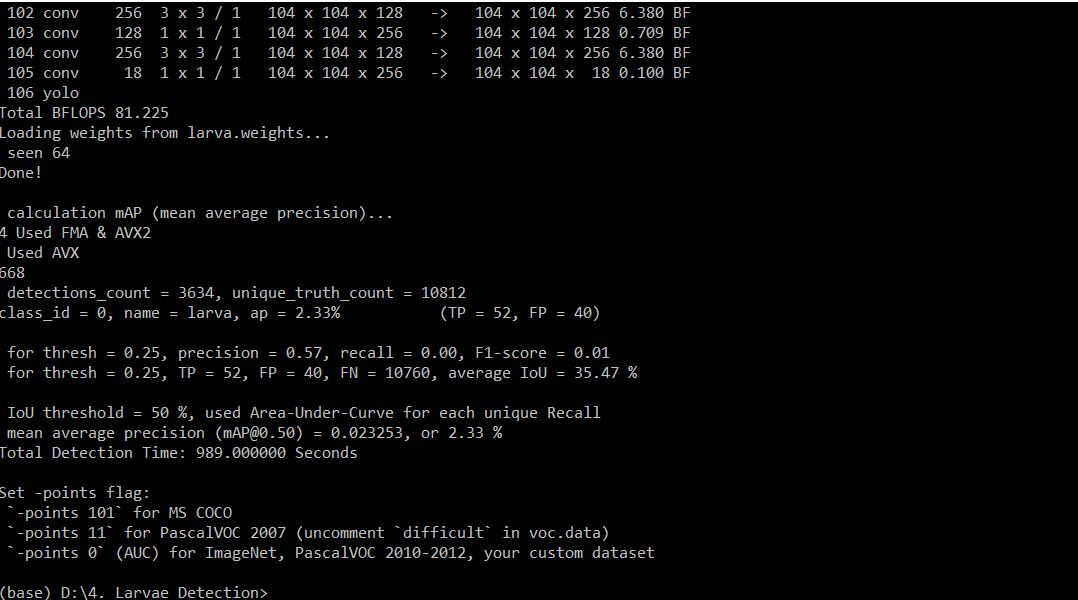 102 conv    256  3 x 3 / 1   104 x 104 x 128   ->   104 x 104 x 256 6.380 BF
103 conv    128  1 x 1 / 1   104 x 104 x 256   ->   104 x 104 x 128 0.709 BF
104 conv    256  3 x 3 / 1   104 x 104 x 128   ->   104 x 104 x 256 6.380 BF
105 conv     18  1 x 1 / 1   104 x 104 x 256   ->   104 x 104 x  18 0.100 BF
106 yolo
Total BFLOPS 81.225
Loading weights from larva.weights...
seen 64
Done!
calculation mAP (mean average precision)...
4 Used FMA & AVX2
Used AVX
668
detections_count = 3634, unique_truth_count = 10812
class_id = 0, name = larva, ap = 2.33%           (TP = 52, FP = 40)
for thresh = 0.25, precision = 0.57, recall = 0.00, F1-score = 0.01
for thresh = 0.25, TP = 52, FP = 40, FN = 10760, average IoU = 35.47 %
IoU threshold = 50 %, used Area-Under-Curve for each unique Recall
mean average precision (mAP@0.50) = 0.023253, or 2.33 %
Total Detection Time: 989.000000 Seconds
Set -points flag:
`-points 101` for MS COCO
`-points 11` for PascalVOC 2007 (uncomment `difficult` in voc.data)
`-points 0` (AUC) for ImageNet, PascalVOC 2010-2012, your custom dataset
(base) D:\4. Larvae Detection>